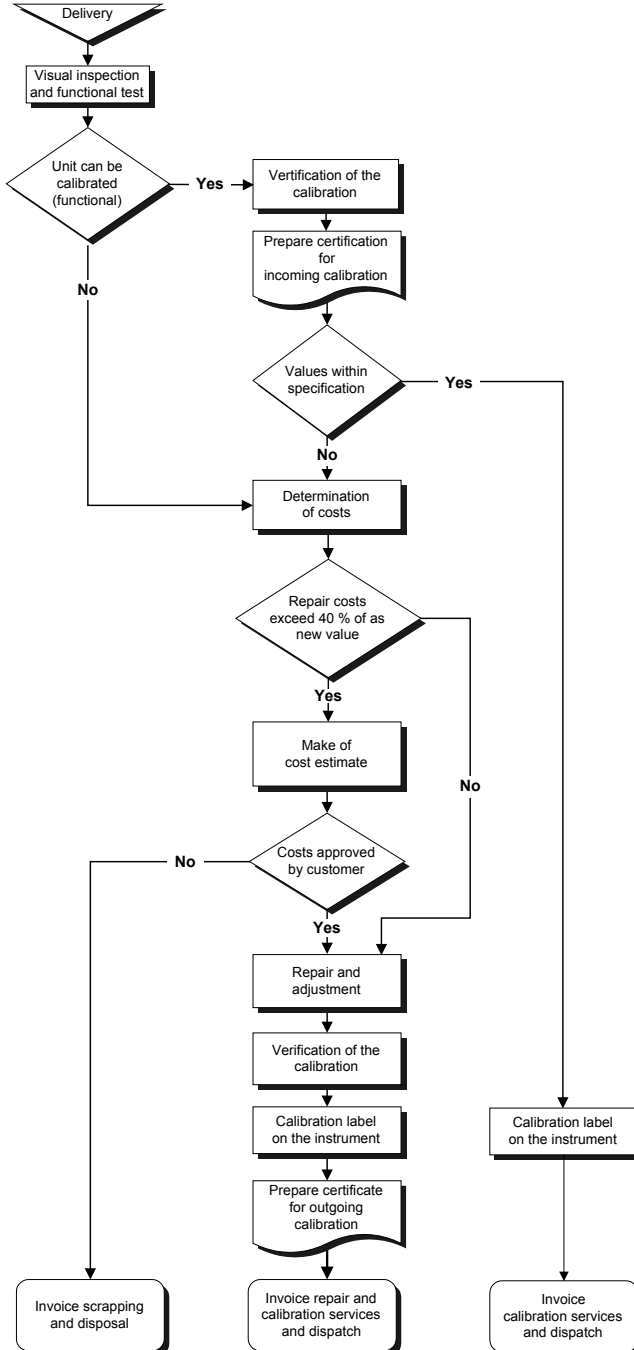 Delivery
Visual inspection
and functional test
Unit can be
calibrated
(functional)
Yes
Vertification of the
calibration
Prepare certification
for
incoming calibration
No
Values within
specification
Yes
No
Determination
of costs
Repair costs
exceed 40 % of as
new value
Yes
Make of
cost estimate
No
Costs approved
by customer
No
Yes
Repair and
adjustment
Verification of the
calibration
Calibration label
on the instrument
Calibration label
on the instrument
Prepare certificate
for outgoing
calibration
Invoice scrapping
and disposal
Invoice repair and
calibration services
and dispatch
Invoice
calibration services
and dispatch